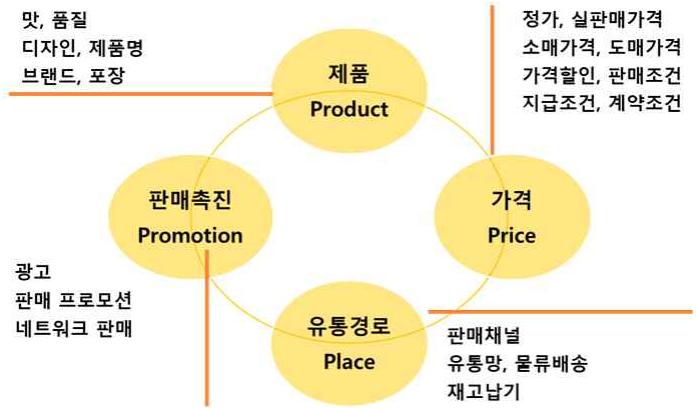 맛, 품질
디자인, 제품명
브랜드, 포장
제품
Product
정가, 실판매가격
소매가격, 도매가격
가격할인, 판매조건
지급조건, 계약조건
판매촉진
Promotion
가격
Price
광고
판매 프로모션
네트워크 판매
유통경로
Place
판매채널
유통망, 물류배송
재고납기